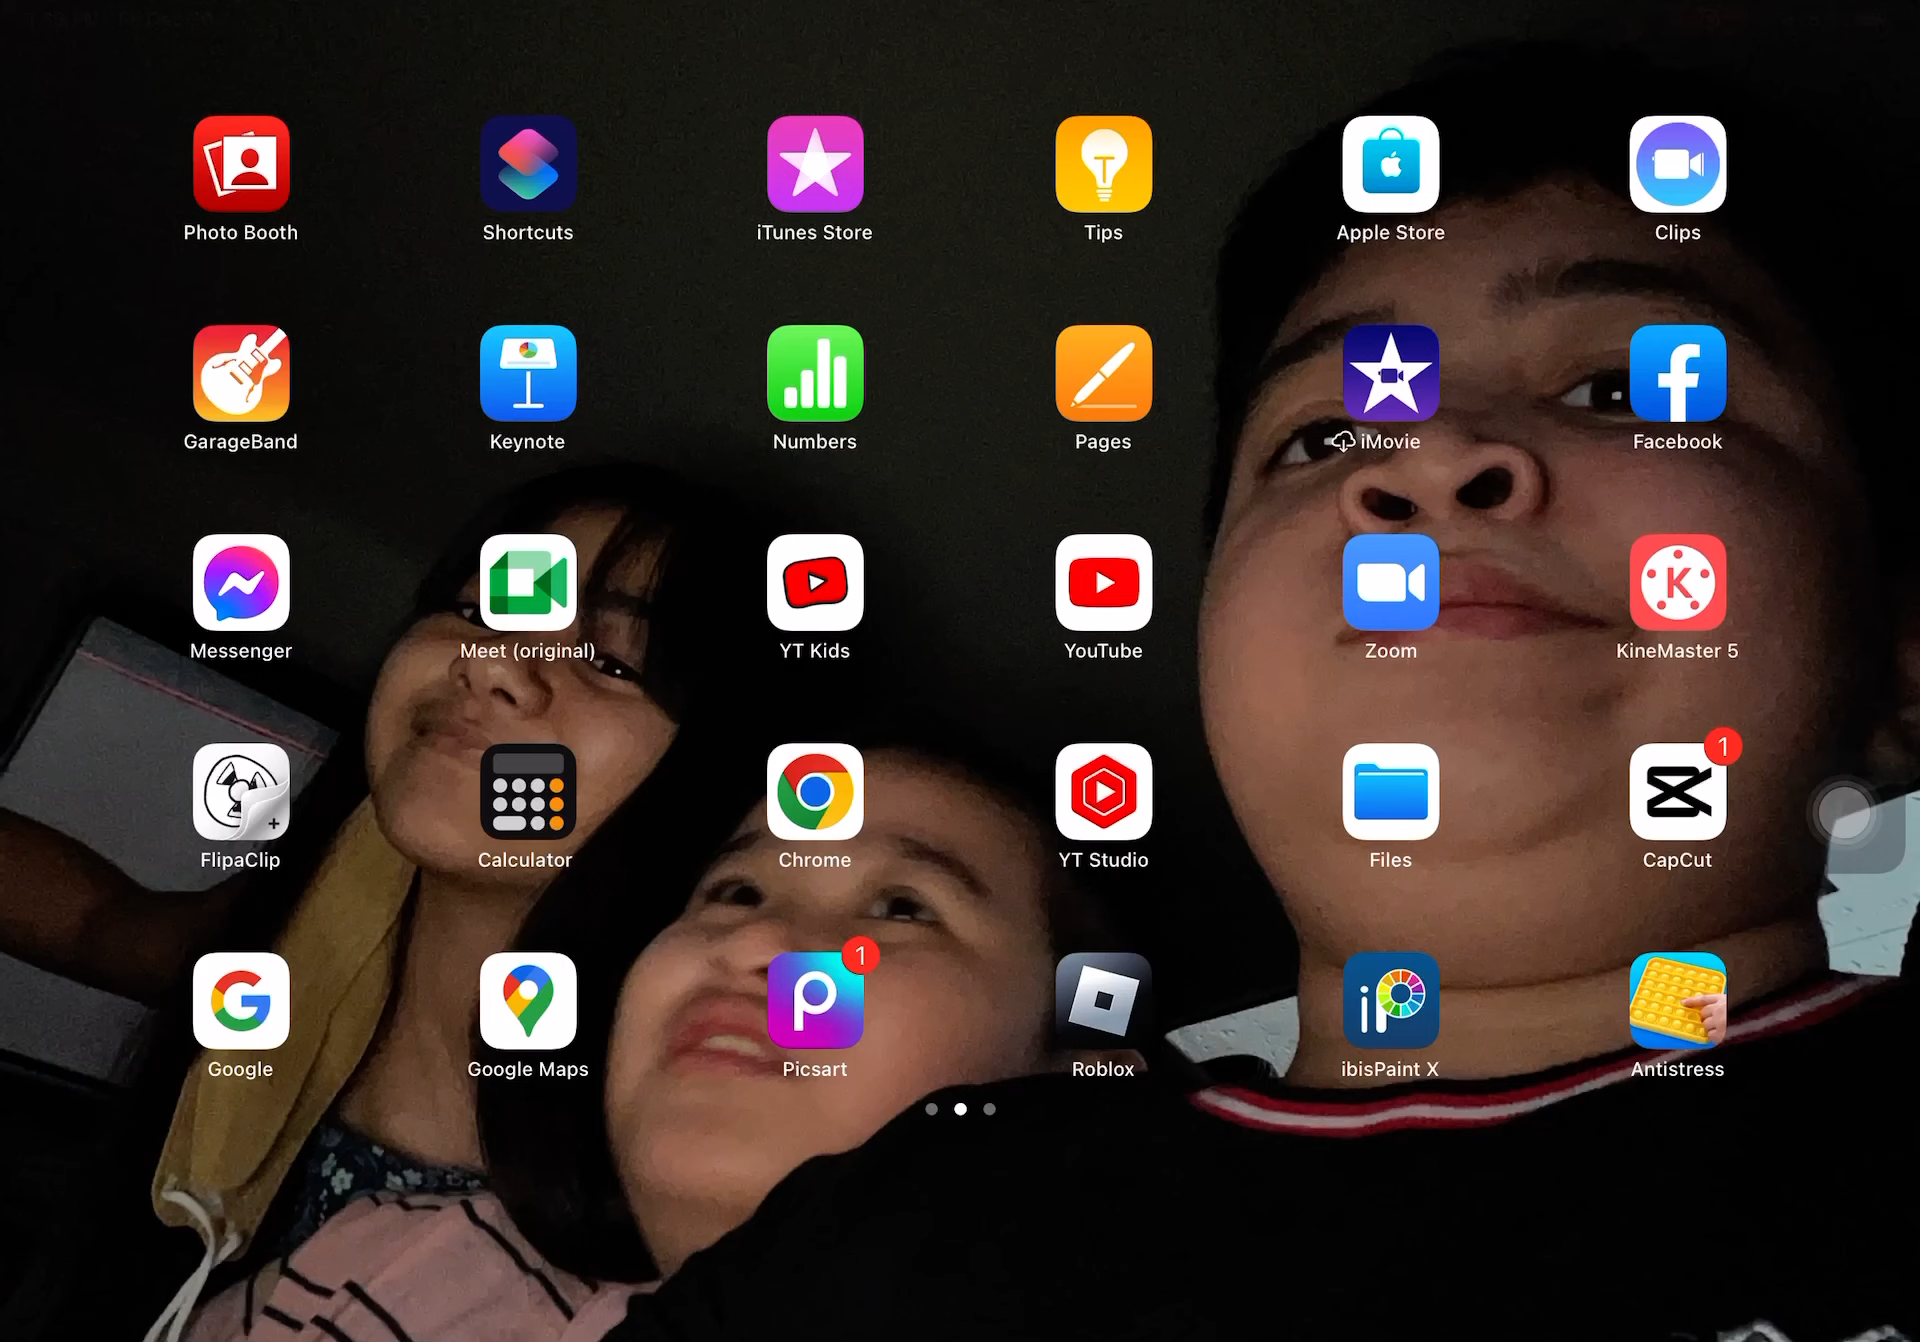 Photo Booth
Shortcuts
iTunes Store
Tips
Apple Store
Clips
GarageBand
Keynote
Numbers
Pages
iMovie
Facebook
Messenger
Meet (original)
YT Kids
YouTube
Zoom
KineMaster 5
1
FlipaClip
Calculator
Chrome
YT Studio
Files
CapCut
1
Google
Google Maps
Picsart
Roblox
ibisPaint X
Antistress